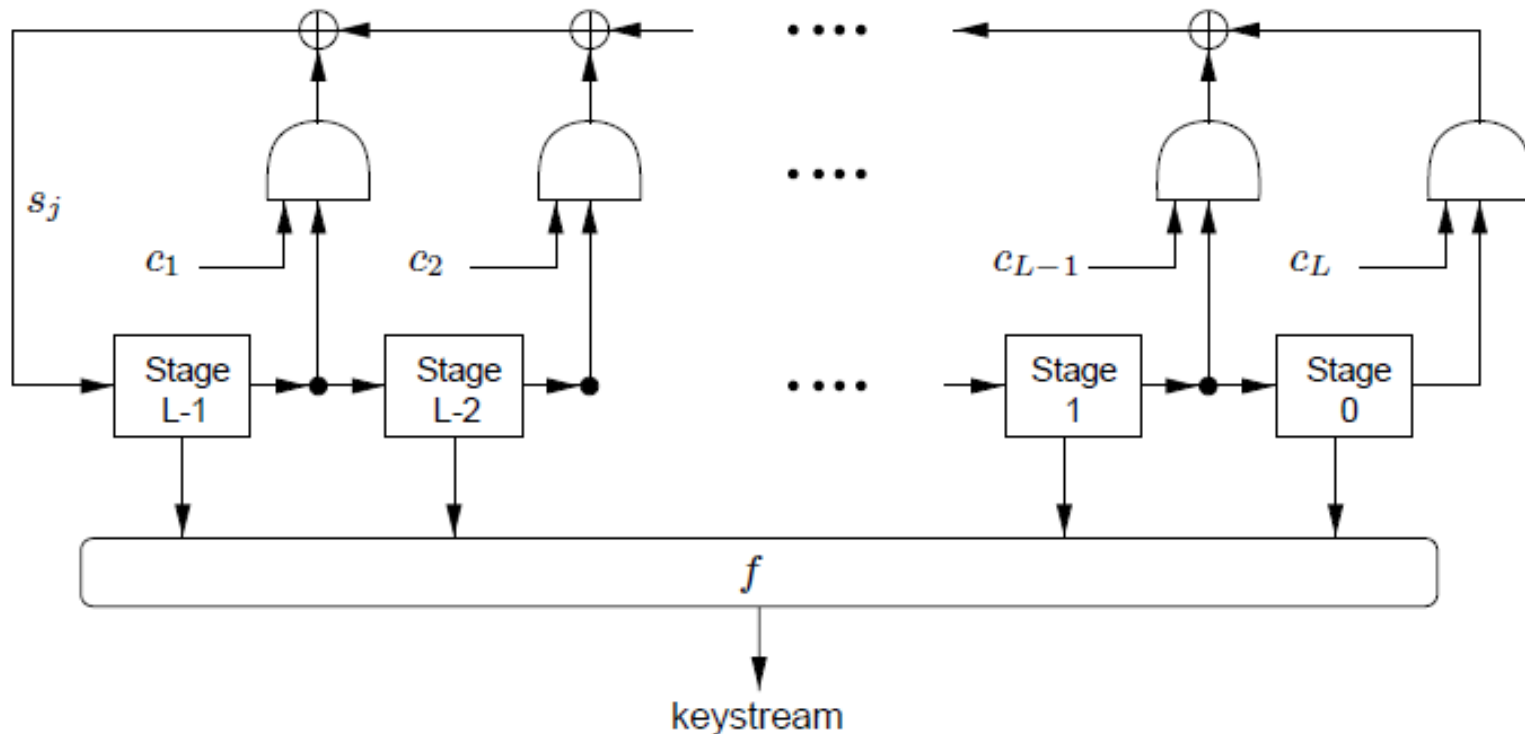 s_j
c_1
c_2
c_{L-1}
c_L
Stage
L-1
Stage
L-2
Stage
1
Stage
0
f
keystream